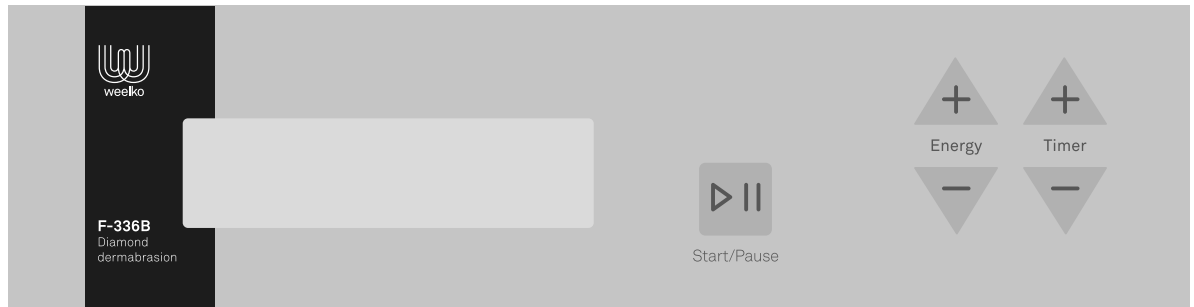 weelko
F-336B
Diamond
dermabrasion
Start/Pause
Energy
Timer